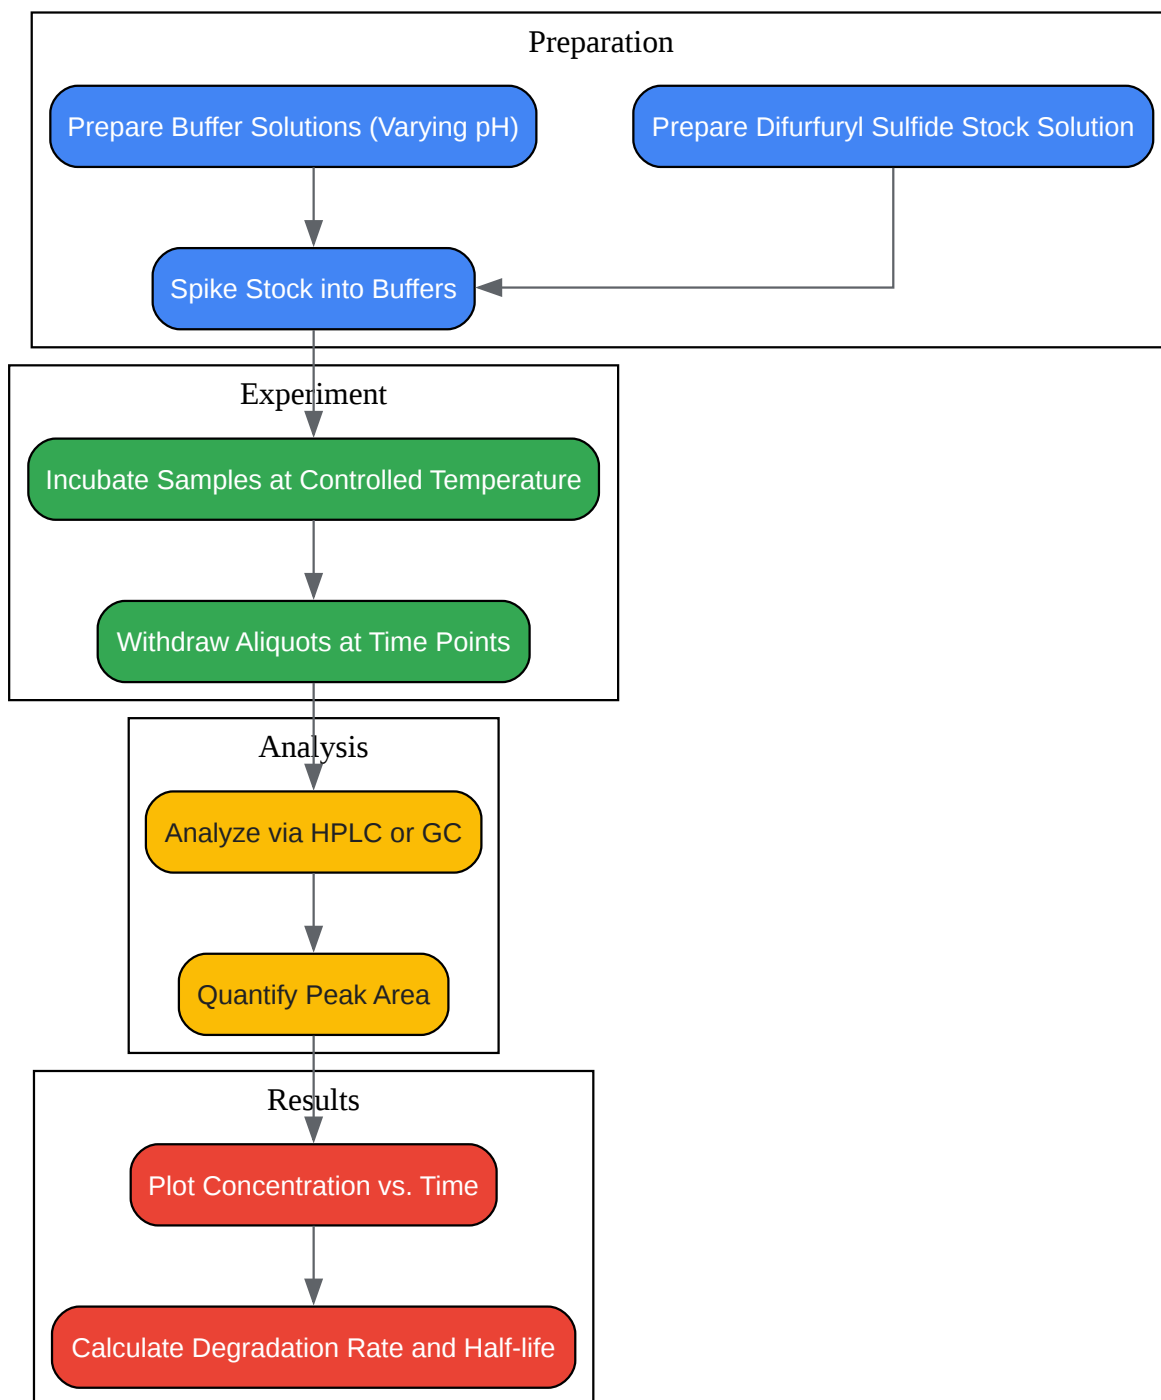 Preparation
Prepare Buffer Solutions (Varying pH)
Prepare Difurfuryl Sulfide Stock Solution
Spike Stock into Buffers
Experiment
Incubate Samples at Controlled Temperature
Withdraw Aliquots at Time Points
Analysis
Analyze via HPLC or GC
Quantify Peak Area
Results
Plot Concentration vs. Time
Calculate Degradation Rate and Half-life